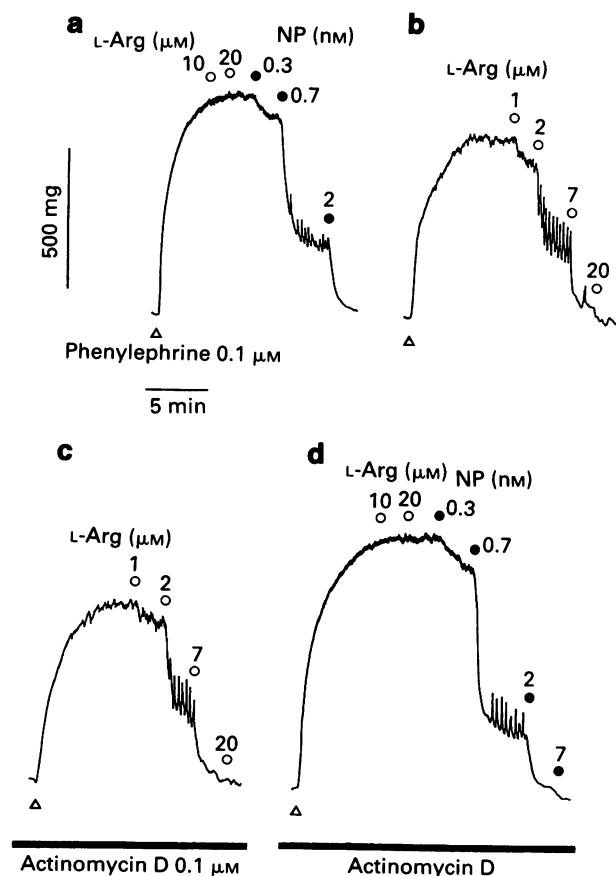 a
L-Arg (μM) NP (nM)
10 20 0.3
0.7
2
500 mg
Phenylephrine 0.1 μM
5 min
b
L-Arg (μM)
1
2
7
20
c
L-Arg (μM)
1
2
7
20
Actinomycin D 0.1 μM
d
L-Arg (μM) NP (nM)
10 20 0.3
0.7
2
7
Actinomycin D